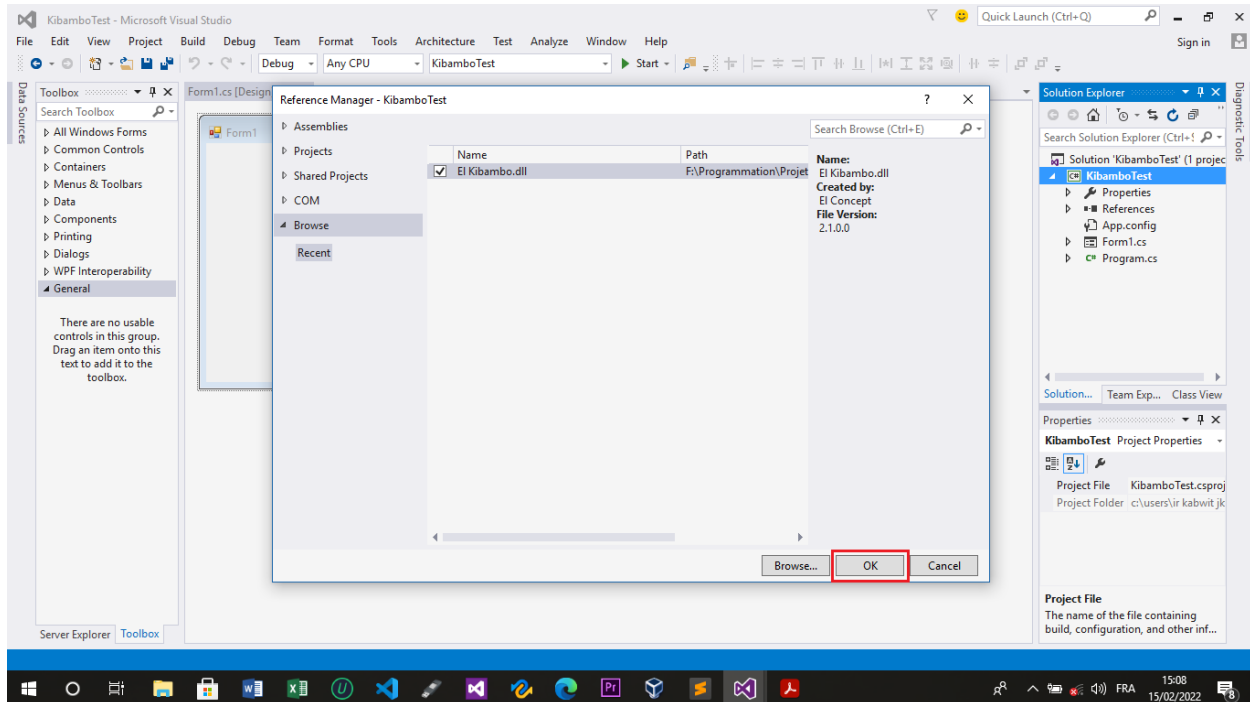 KibamboTest - Microsoft Visual Studio
Quick Launch (Ctrl+Q)
File Edit View Project Build Debug Team Format Tools Architecture Test Analyze Window Help
Sign in
Debug Any CPU KibamboTest Start
Data Sources
Toolbox
Search Toolbox
All Windows Forms
Common Controls
Containers
Menus & Toolbars
Data
Components
Printing
Dialogs
WPF Interoperability
General
There are no usable
controls in this group.
Drag an item onto this
text to add it to the
toolbox.
Server Explorer Toolbox
Form1.cs [Design
Form1
Reference Manager - KibamboTest
? X
Assemblies
Projects
Shared Projects
COM
Browse
Recent
Name Path
El Kibambo.dll F:\Programmation\Projet
Search Browse (Ctrl+E)
Name:
El Kibambo.dll
Created by:
El Concept
File Version:
2.1.0.0
Browse... OK Cancel
Solution Explorer
Search Solution Explorer (Ctrl+
Solution 'KibamboTest' (1 projec
C# KibamboTest
Properties
References
App.config
Form1.cs
C# Program.cs
Solution... Team Exp... Class View
Properties
KibamboTest Project Properties
Project File KibamboTest.csproj
Project Folder c:\users\ir kabwit jk
Project File
The name of the file containing
build, configuration, and other inf...
Diagnostic Tools
Pr
FRA
15:08
15/02/2022
8